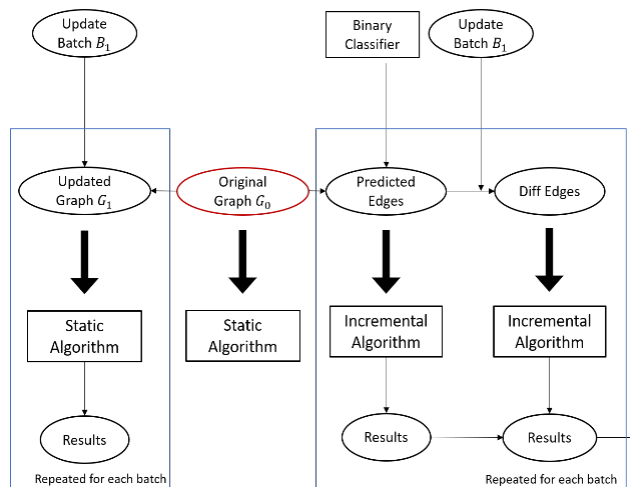 Update
Batch B₁
Binary
Classifier
Update
Batch B₁
Updated
Graph G₁
Original
Graph G₀
Predicted
Edges
Diff Edges
Static
Algorithm
Static
Algorithm
Incremental
Algorithm
Incremental
Algorithm
Results
Results
Results
Repeated for each batch
Repeated for each batch